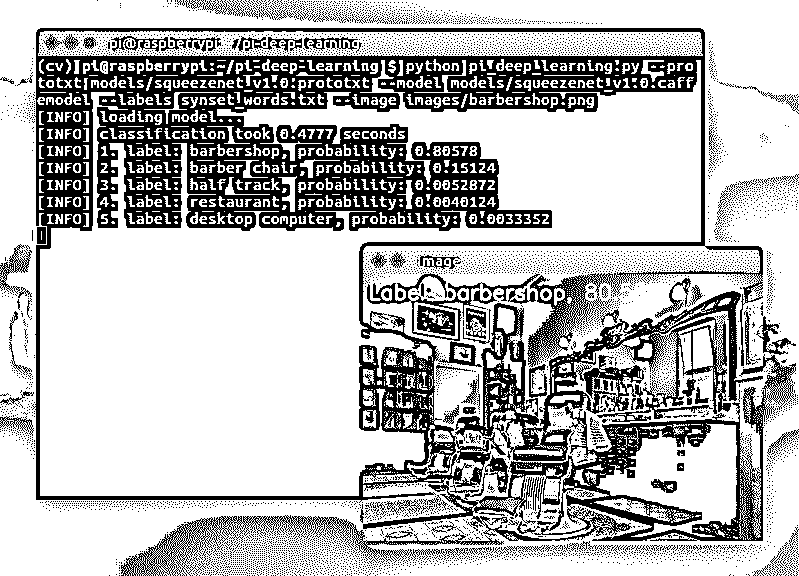 pi@raspberrypi: ~/pi-deep-learning
(cv) pi@raspberrypi:~/pi-deep-learning $ python pi_deep_learning.py --pro
totxt models/squeezenet_v1.0.prototxt --model models/squeezenet_v1.0.caff
emodel --labels synset_words.txt --image images/barbershop.png
[INFO] loading model...
[INFO] classification took 0.4777 seconds
[INFO] 1. label: barbershop, probability: 0.80578
[INFO] 2. label: barber chair, probability: 0.15124
[INFO] 3. label: half track, probability: 0.0052872
[INFO] 4. label: restaurant, probability: 0.0040124
[INFO] 5. label: desktop computer, probability: 0.0033352
Image
Label: barbershop, 80